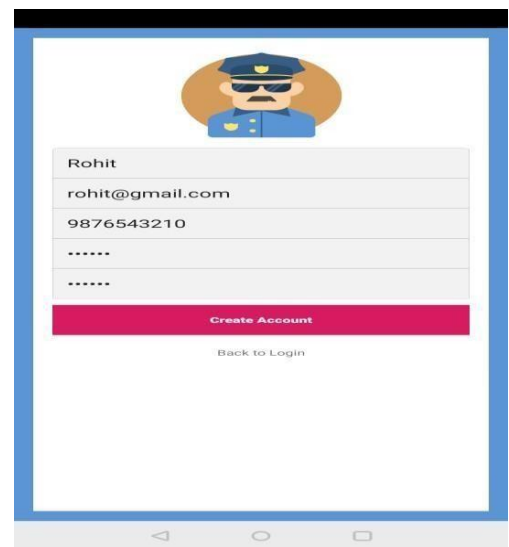 Rohit
rohit@gmail.com
9876543210
••••••
••••••
Create Account
Back to Login